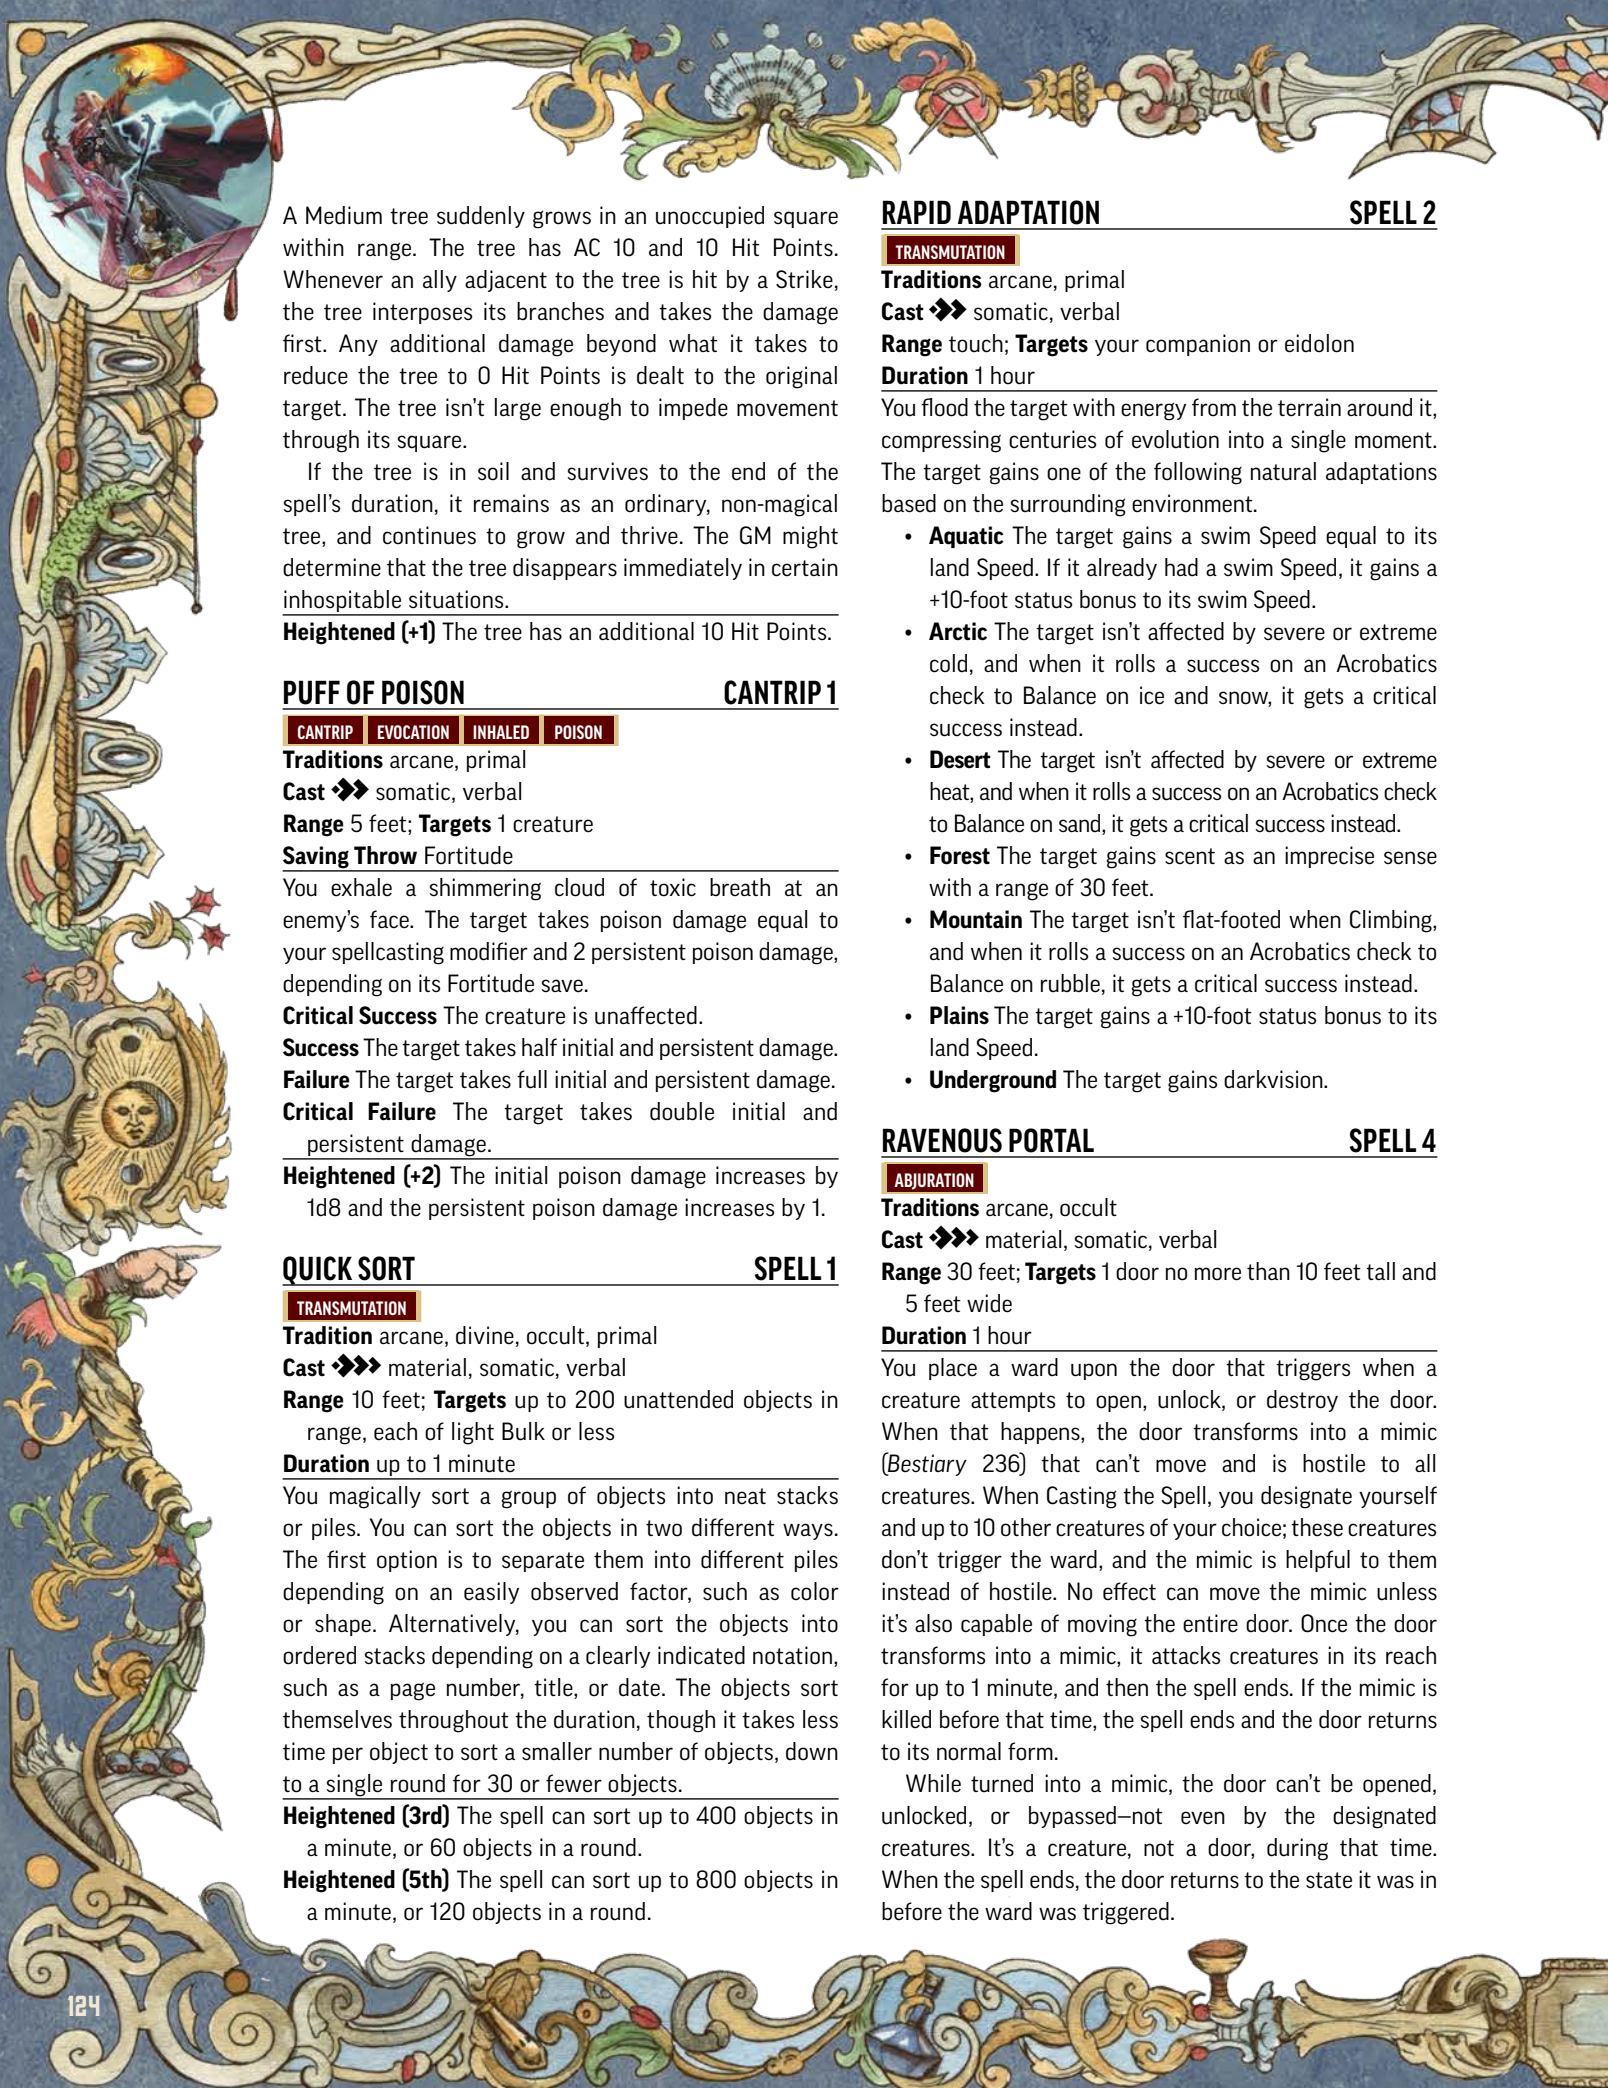 A Medium tree suddenly grows in an unoccupied square
within range. The tree has AC 10 and 10 Hit Points.
Whenever an ally adjacent to the tree is hit by a Strike,
the tree interposes its branches and takes the damage
first. Any additional damage beyond what it takes to
reduce the tree to 0 Hit Points is dealt to the original
target. The tree isn't large enough to impede movement
through its square.
If the tree is in soil and survives to the end of the
spell's duration, it remains as an ordinary, non-magical
tree, and continues to grow and thrive. The GM might
determine that the tree disappears immediately in certain
inhospitable situations.
Heightened (+1) The tree has an additional 10 Hit Points.
PUFF OF POISON CANTRIP 1
CANTRIP EVOCATION INHALED POISON
Traditions arcane, primal
Cast somatic, verbal
Range 5 feet; Targets 1 creature
Saving Throw Fortitude
You exhale a shimmering cloud of toxic breath at an
enemy's face. The target takes poison damage equal to
your spellcasting modifier and 2 persistent poison damage,
depending on its Fortitude save.
Critical Success The creature is unaffected.
Success The target takes half initial and persistent damage.
Failure The target takes full initial and persistent damage.
Critical Failure The target takes double initial and
persistent damage.
Heightened (+2) The initial poison damage increases by
1d8 and the persistent poison damage increases by 1.
QUICK SORT SPELL 1
TRANSMUTATION
Tradition arcane, divine, occult, primal
Cast material, somatic, verbal
Range 10 feet; Targets up to 200 unattended objects in
range, each of light Bulk or less
Duration up to 1 minute
You magically sort a group of objects into neat stacks
or piles. You can sort the objects in two different ways.
The first option is to separate them into different piles
depending on an easily observed factor, such as color
or shape. Alternatively, you can sort the objects into
ordered stacks depending on a clearly indicated notation,
such as a page number, title, or date. The objects sort
themselves throughout the duration, though it takes less
time per object to sort a smaller number of objects, down
to a single round for 30 or fewer objects.
Heightened (3rd) The spell can sort up to 400 objects in
a minute, or 60 objects in a round.
Heightened (5th) The spell can sort up to 800 objects in
a minute, or 120 objects in a round.
RAPID ADAPTATION SPELL 2
TRANSMUTATION
Traditions arcane, primal
Cast somatic, verbal
Range touch; Targets your companion or eidolon
Duration 1 hour
You flood the target with energy from the terrain around it,
compressing centuries of evolution into a single moment.
The target gains one of the following natural adaptations
based on the surrounding environment.
• Aquatic The target gains a swim Speed equal to its
land Speed. If it already had a swim Speed, it gains a
+10-foot status bonus to its swim Speed.
• Arctic The target isn't affected by severe or extreme
cold, and when it rolls a success on an Acrobatics
check to Balance on ice and snow, it gets a critical
success instead.
• Desert The target isn't affected by severe or extreme
heat, and when it rolls a success on an Acrobatics check
to Balance on sand, it gets a critical success instead.
• Forest The target gains scent as an imprecise sense
with a range of 30 feet.
• Mountain The target isn't flat-footed when Climbing,
and when it rolls a success on an Acrobatics check to
Balance on rubble, it gets a critical success instead.
• Plains The target gains a +10-foot status bonus to its
land Speed.
• Underground The target gains darkvision.
RAVENOUS PORTAL SPELL 4
ABJURATION
Traditions arcane, occult
Cast material, somatic, verbal
Range 30 feet; Targets 1 door no more than 10 feet tall and
5 feet wide
Duration 1 hour
You place a ward upon the door that triggers when a
creature attempts to open, unlock, or destroy the door.
When that happens, the door transforms into a mimic
(Bestiary 236) that can't move and is hostile to all
creatures. When Casting the Spell, you designate yourself
and up to 10 other creatures of your choice; these creatures
don't trigger the ward, and the mimic is helpful to them
instead of hostile. No effect can move the mimic unless
it's also capable of moving the entire door. Once the door
transforms into a mimic, it attacks creatures in its reach
for up to 1 minute, and then the spell ends. If the mimic is
killed before that time, the spell ends and the door returns
to its normal form.
While turned into a mimic, the door can't be opened,
unlocked, or bypassed—not even by the designated
creatures. It's a creature, not a door, during that time.
When the spell ends, the door returns to the state it was in
before the ward was triggered.
124